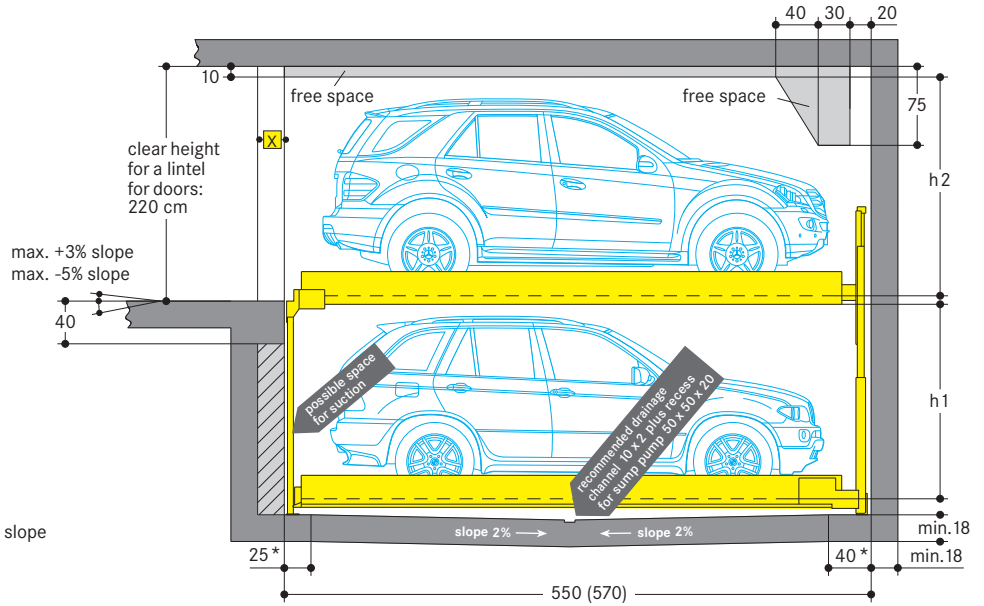 40 30 20
10
free space
free space
75
X
clear height
for a lintel
for doors:
220 cm
h2
max. +3% slope
max. -5% slope
40
possible space
for suction
recommended drainage
channel 10 x 2 plus recess
for sump pump 50 x 50 x 20
h1
slope
slope 2%
slope 2%
min.18
25*
40*
min.18
550 (570)